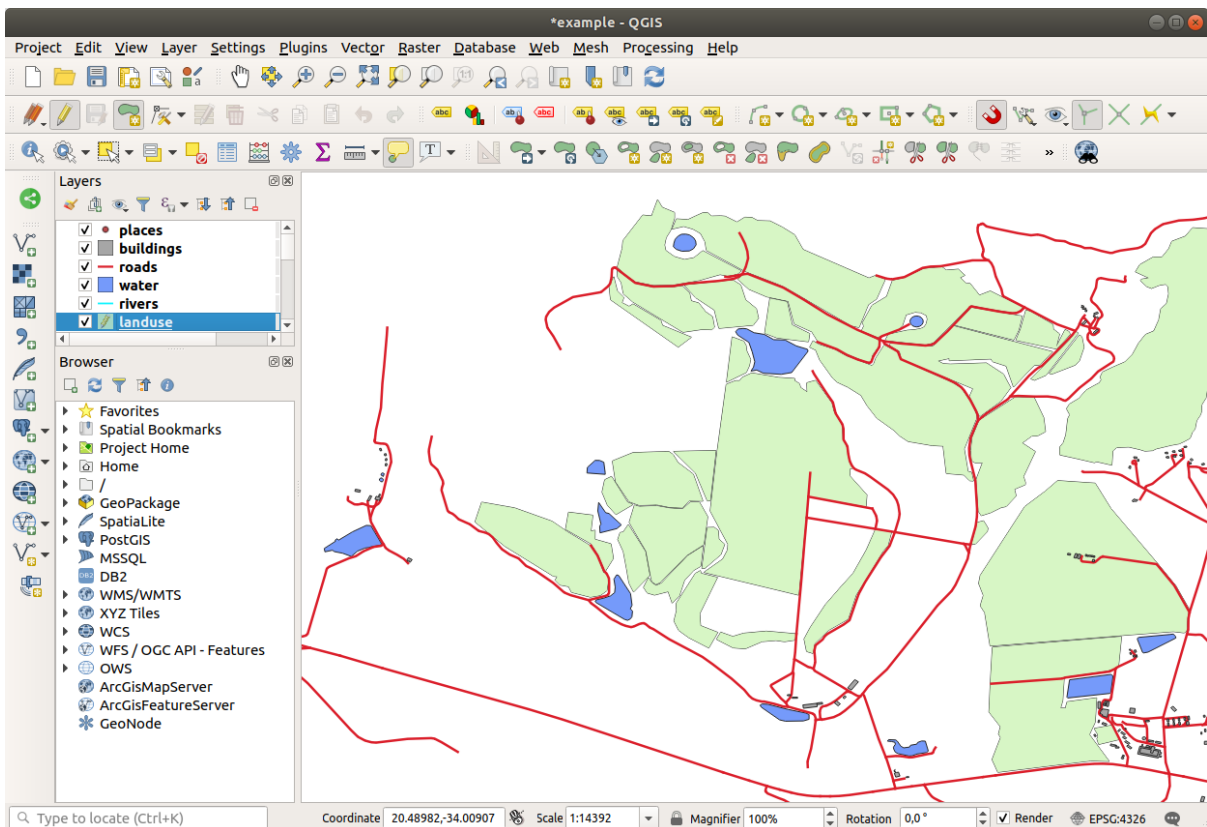 *example - QGIS
Project Edit View Layer Settings Plugins Vector Raster Database Web Mesh Processing Help
Layers
places
buildings
roads
water
rivers
landuse
Browser
Favorites
Spatial Bookmarks
Project Home
Home
/
GeoPackage
SpatiaLite
PostGIS
MSSQL
DB2
DB2
WMS/WMTS
XYZ Tiles
WCS
WFS / OGC API - Features
OWS
ArcGisMapServer
ArcGisFeatureServer
GeoNode
Type to locate (Ctrl+K) Coordinate 20.48982,-34.00907 Scale 1:14392 Magnifier 100% Rotation 0,0 ° Render EPSG:4326